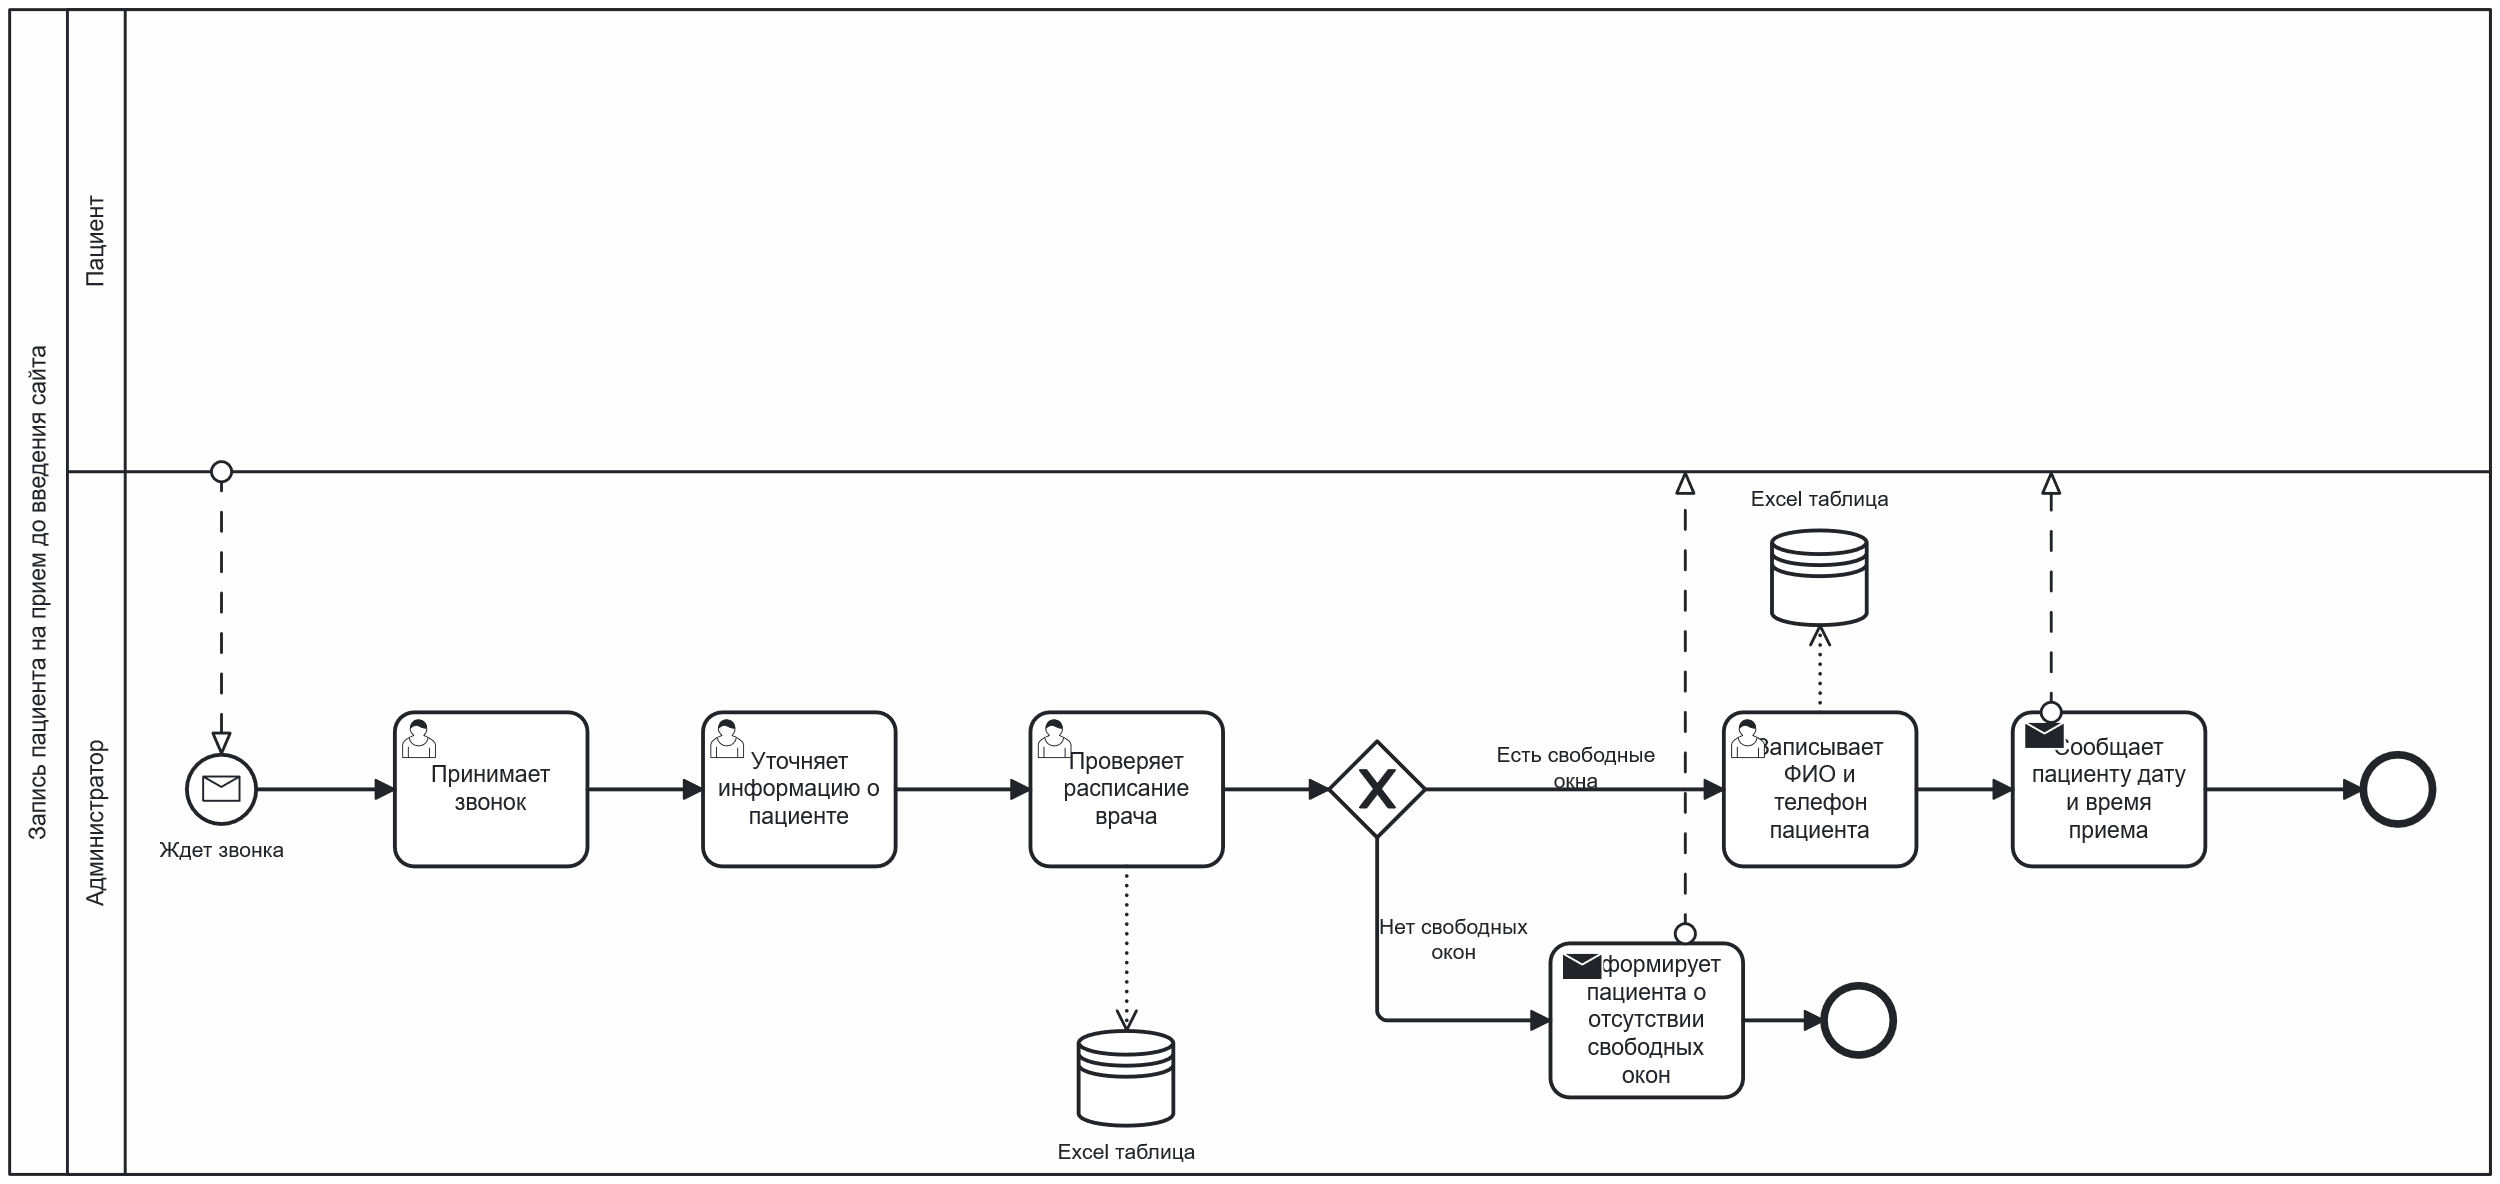 Запись пациента на прием до введения сайта
Пациент
Администратор
Ждет звонка
Принимает
звонок
Уточняет
информацию о
пациенте
Проверяет
расписание
врача
Excel таблица
Есть свободные
окна
Нет свободных
окон
Excel таблица
Записывает
ФИО и
телефон
пациента
Сообщает
пациенту дату
и время
приема
пациента о
отсутствии
свободных
окон